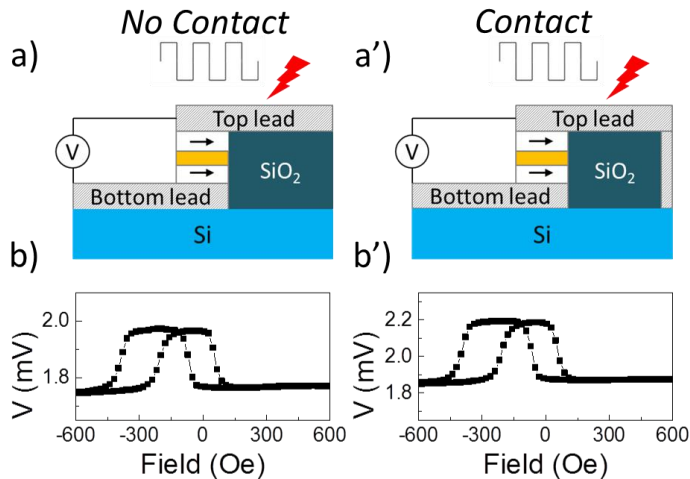 No Contact
Contact
a)
a')
Top lead
Top lead
V
V
SiO2
SiO2
Bottom lead
Bottom lead
Si
Si
b)
b')
2.0
1.8
V (mV)
-600 -300 0 300 600
Field (Oe)
2.2
2.0
1.8
V (mV)
-600 -300 0 300 600
Field (Oe)